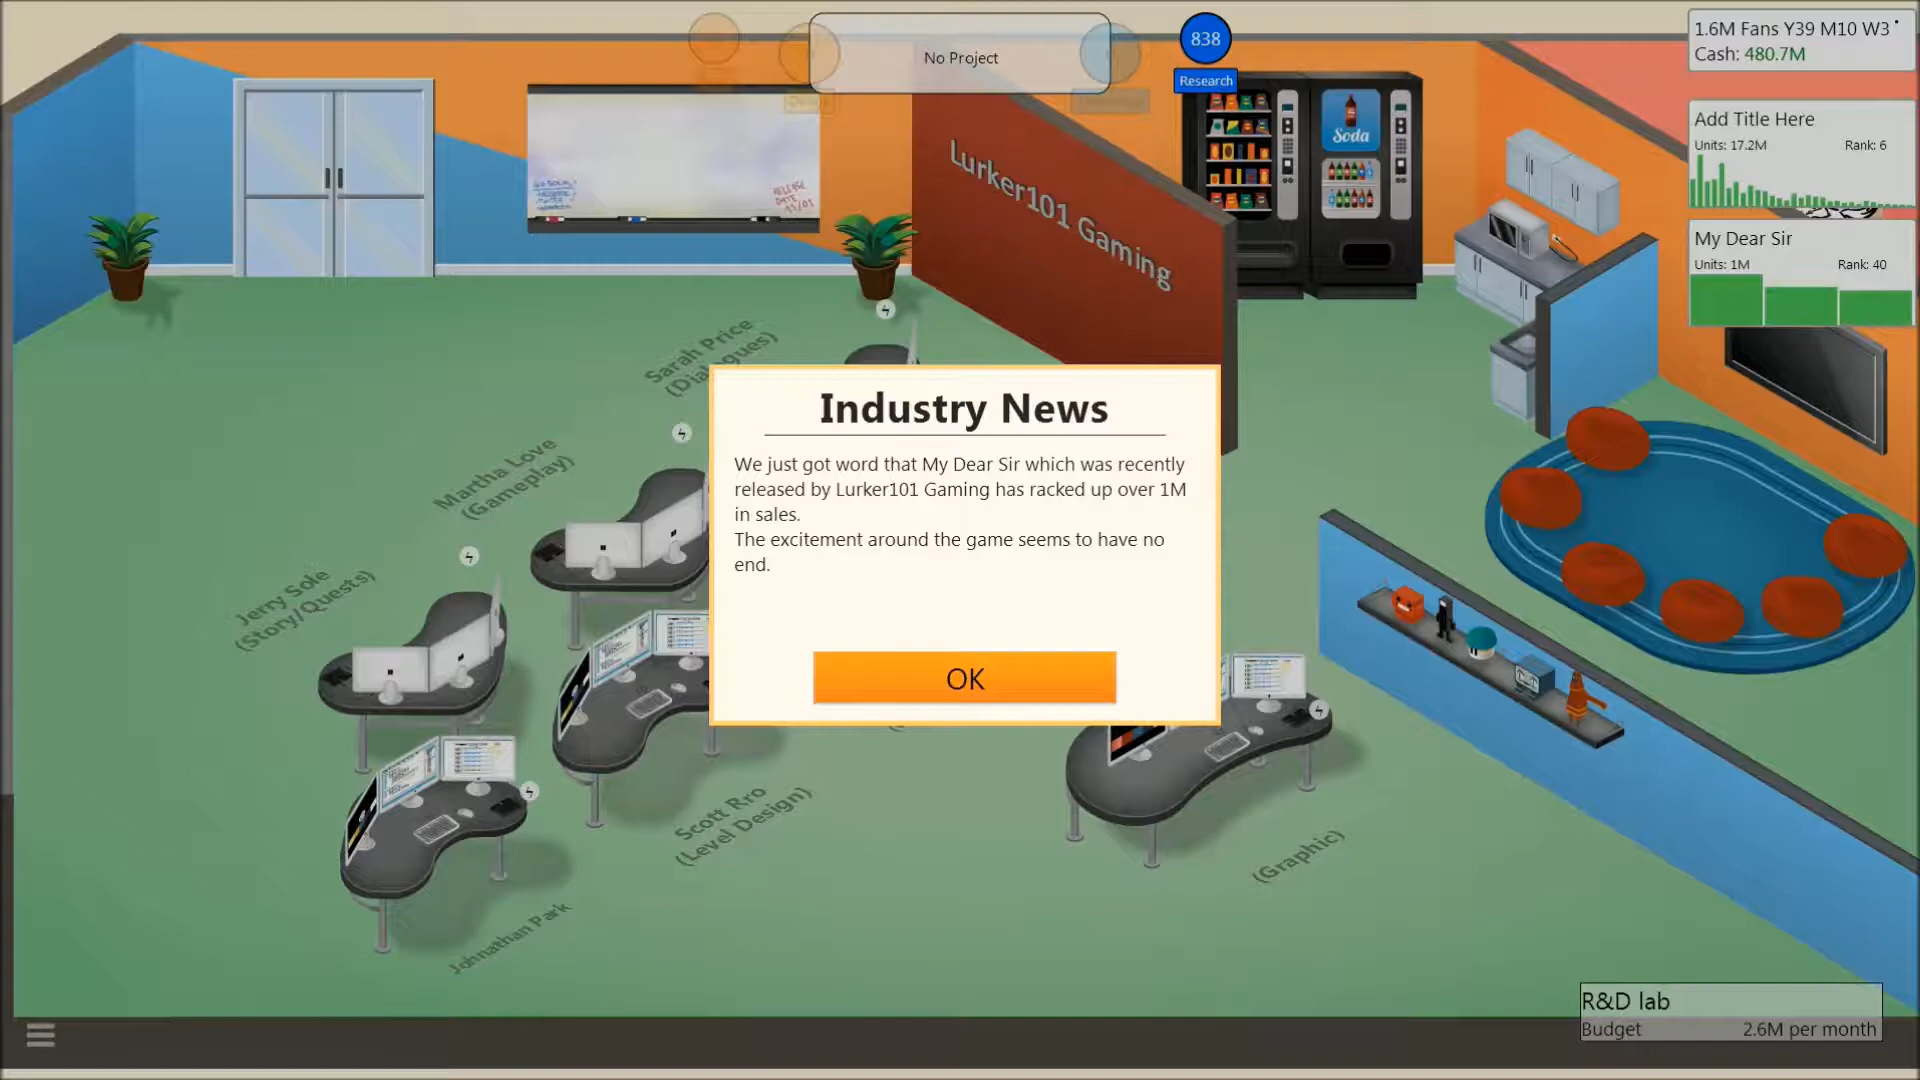 No Project
838
Research
1.6M Fans Y39 M10 W3
Cash: 480.7M
Add Title Here
Units: 17.2M Rank: 6
My Dear Sir
Units: 1M Rank: 40
Soda
RELEASE
DATE
Lurker101 Gaming
Sarah Price
Martha Love
(Gameplay)
Jerry Sole
(Story/Quests)
Industry News
We just got word that My Dear Sir which was recently
released by Lurker101 Gaming has racked up over 1M
in sales.
The excitement around the game seems to have no
end.
OK
Scott Rro
(Level Design)
(Graphic)
Johnathan Park
R&D lab
Budget 2.6M per month